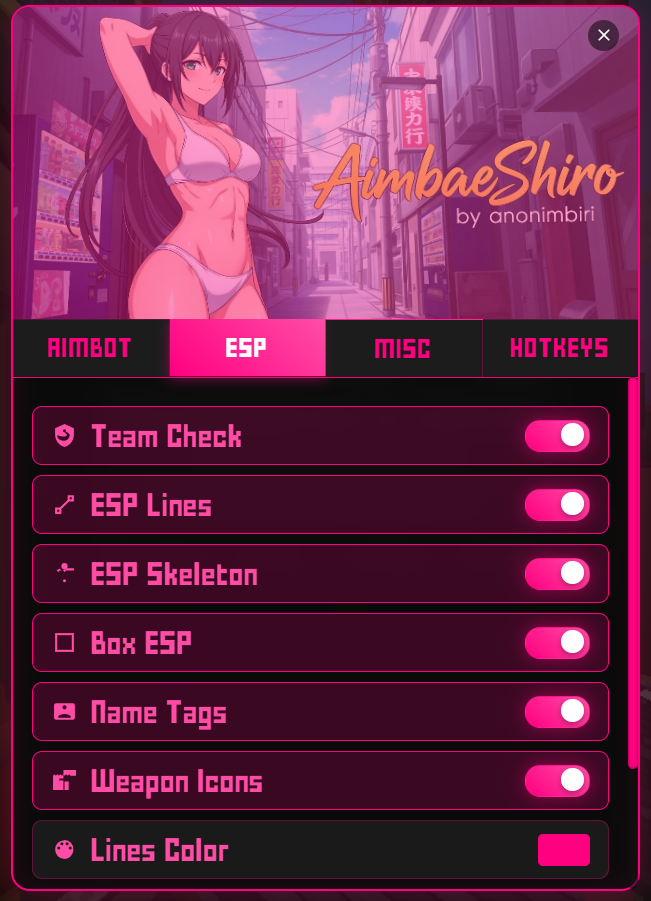 AimbaeShiro
by anonimbiri
AIMBOT
ESP
MISC
HOTKEYS
Team Check
ESP Lines
ESP Skeleton
Box ESP
Name Tags
Weapon Icons
Lines Color